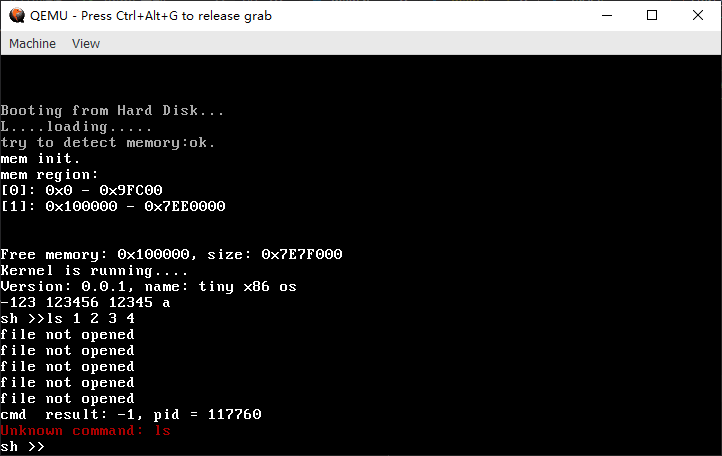 QEMU - Press Ctrl+Alt+G to release grab
Machine View
Booting from Hard Disk...
L....loading.....
try to detect memory:ok.
mem init.
mem region:
[0]: 0x0 - 0x9FC00
[1]: 0x100000 - 0x7EE0000
Free memory: 0x100000, size: 0x7E7F000
Kernel is running....
Version: 0.0.1, name: tiny x86 os
-123 123456 12345 a
sh >>ls 1 2 3 4
file not opened
file not opened
file not opened
file not opened
file not opened
cmd  result: -1, pid = 117760
Unknown command: ls
sh >>